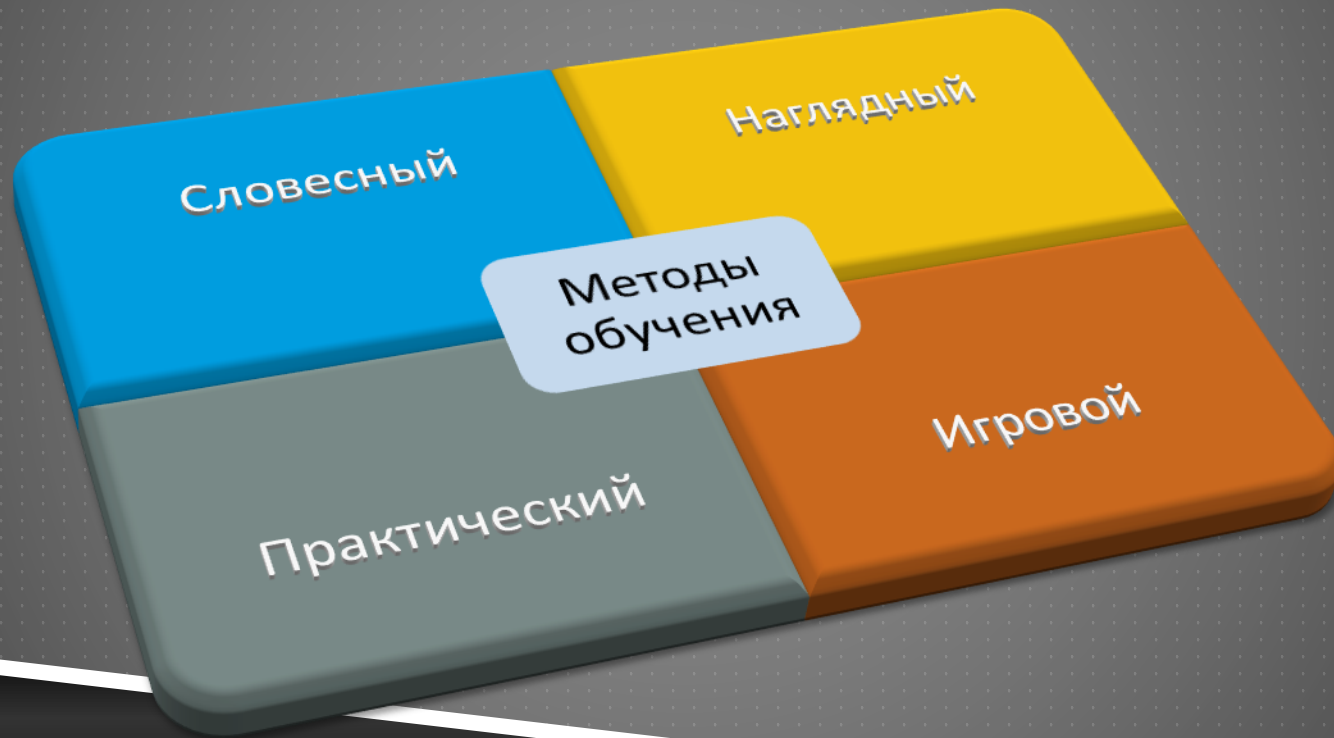 Словесный
Наглядный
Методы
обучения
Практический
Игровой